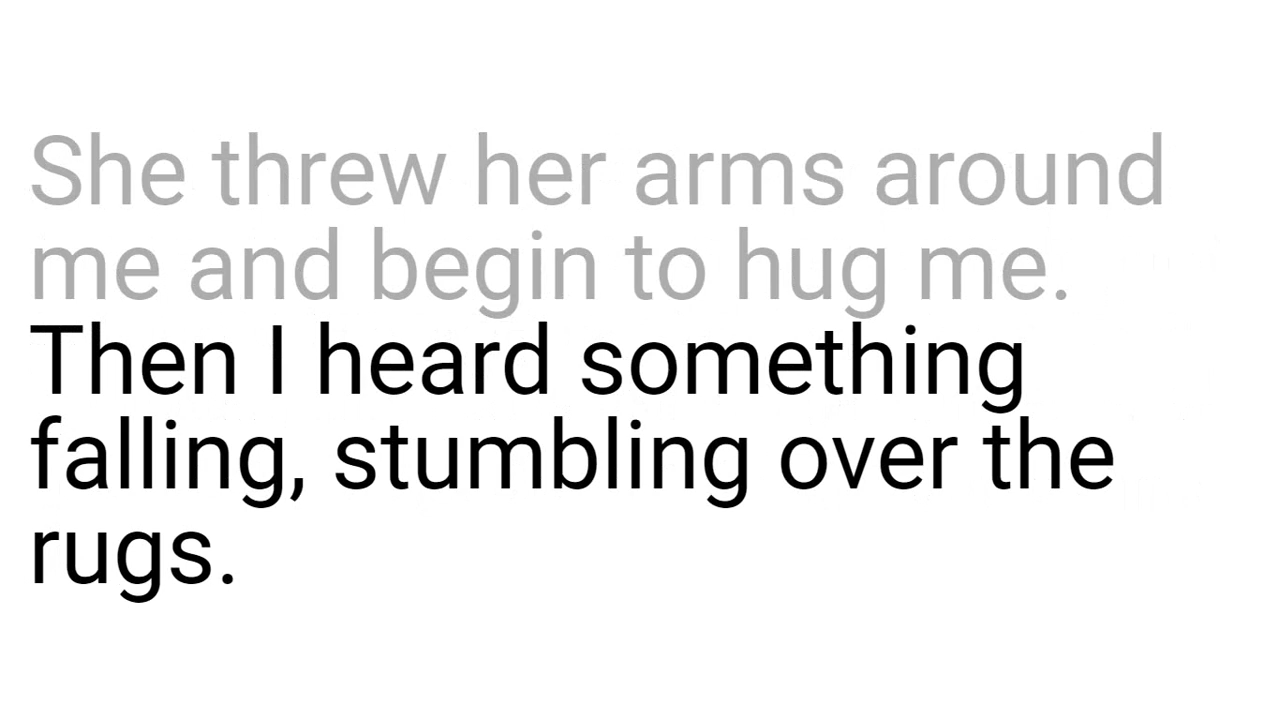 She threw her arms around
me and begin to hug me.
Then I heard something
falling, stumbling over the
rugs.